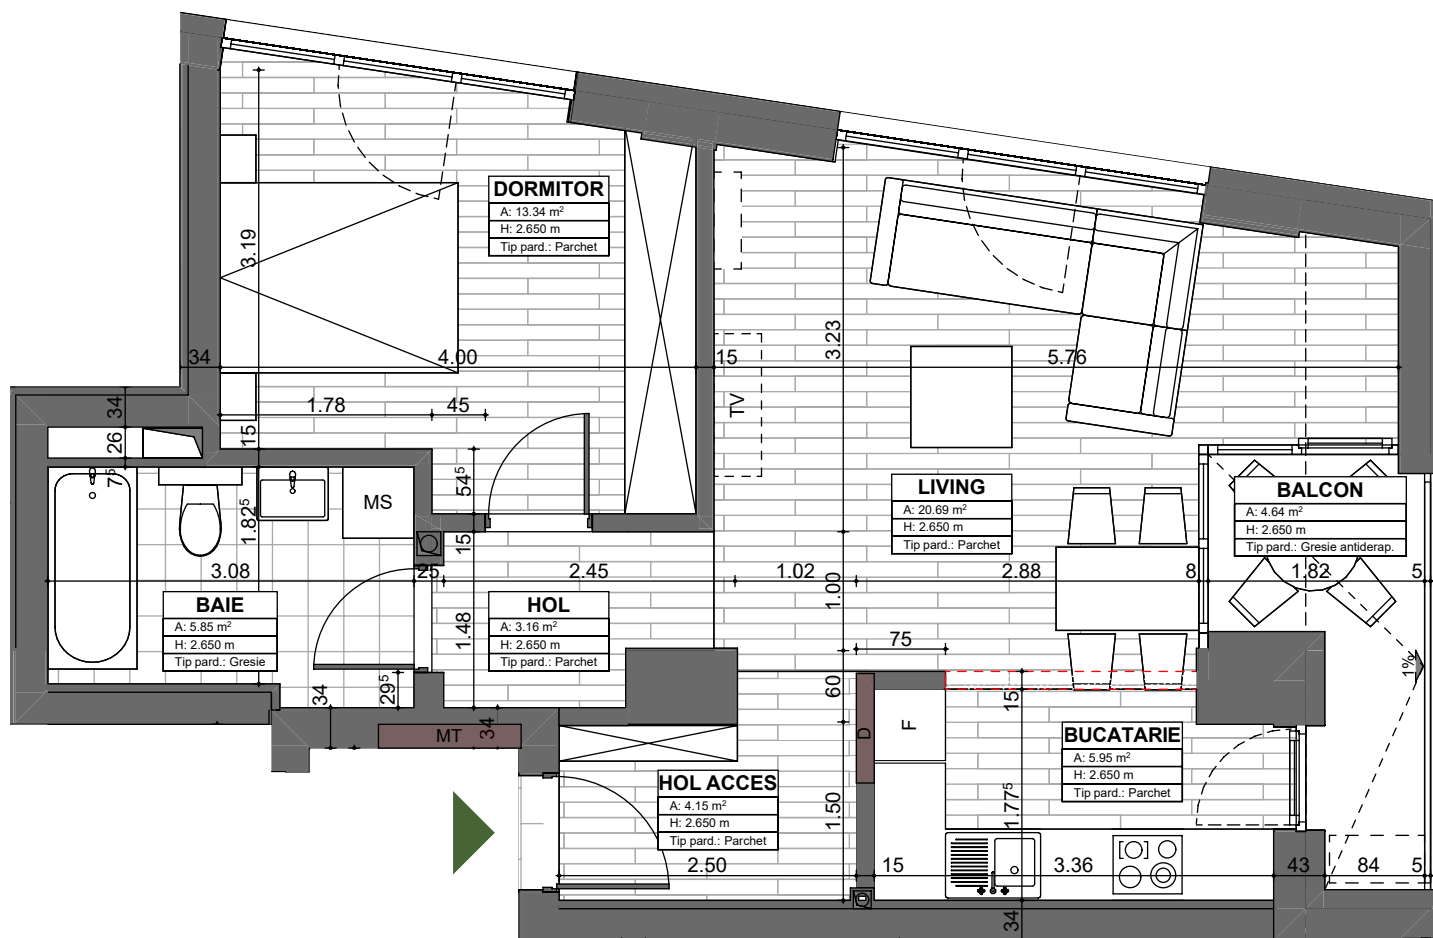 DORMITOR
A: 13.34 m²
H: 2.650 m
Tip pard.: Parchet
3.19
3.23
34
4.00
15
5.76
TV
1.78
45
34
26
15
7⁵
54⁵
1.82⁵
MS
LIVING
A: 20.69 m²
H: 2.650 m
Tip pard.: Parchet
BALCON
A: 4.64 m²
H: 2.650 m
Tip pard.: Gresie antiderap.
15
3.08
25
2.45
1.02
2.88
8
1.82
5
1.00
BAIE
A: 5.85 m²
H: 2.650 m
Tip pard.: Gresie
HOL
A: 3.16 m²
H: 2.650 m
Tip pard.: Parchet
1.48
75
1%
34
29⁵
60
15
34
MT
D
F
BUCATARIE
A: 5.95 m²
H: 2.650 m
Tip pard.: Parchet
HOL ACCES
A: 4.15 m²
H: 2.650 m
Tip pard.: Parchet
1.50
1.77⁵
2.50
15
3.36
43
84
5
34